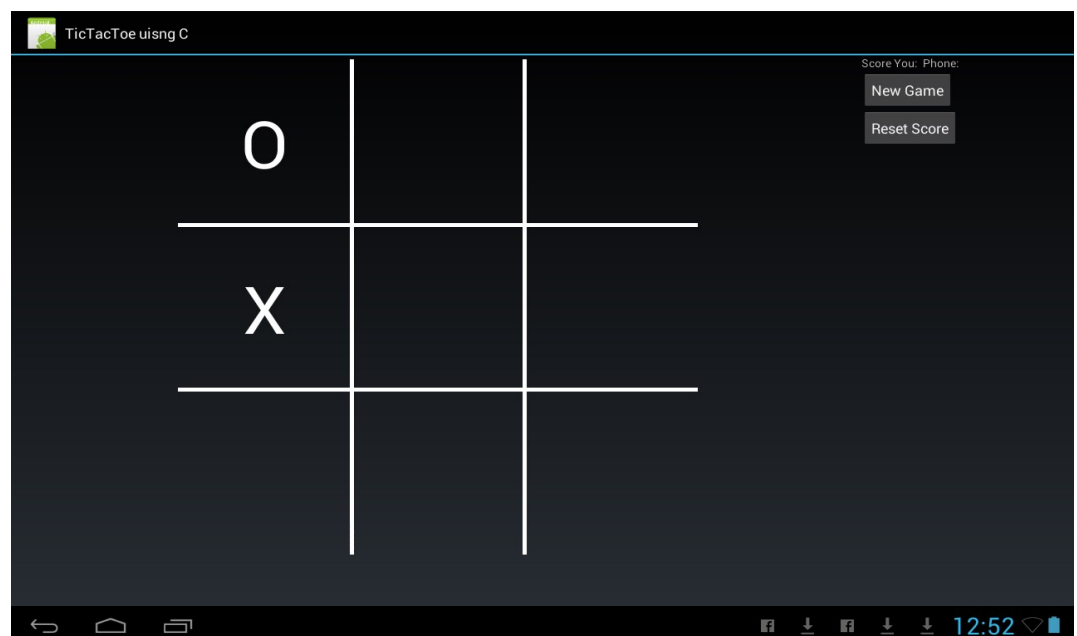 TicTacToe uisng C
Score You: Phone:
New Game
Reset Score
O
X
12:52